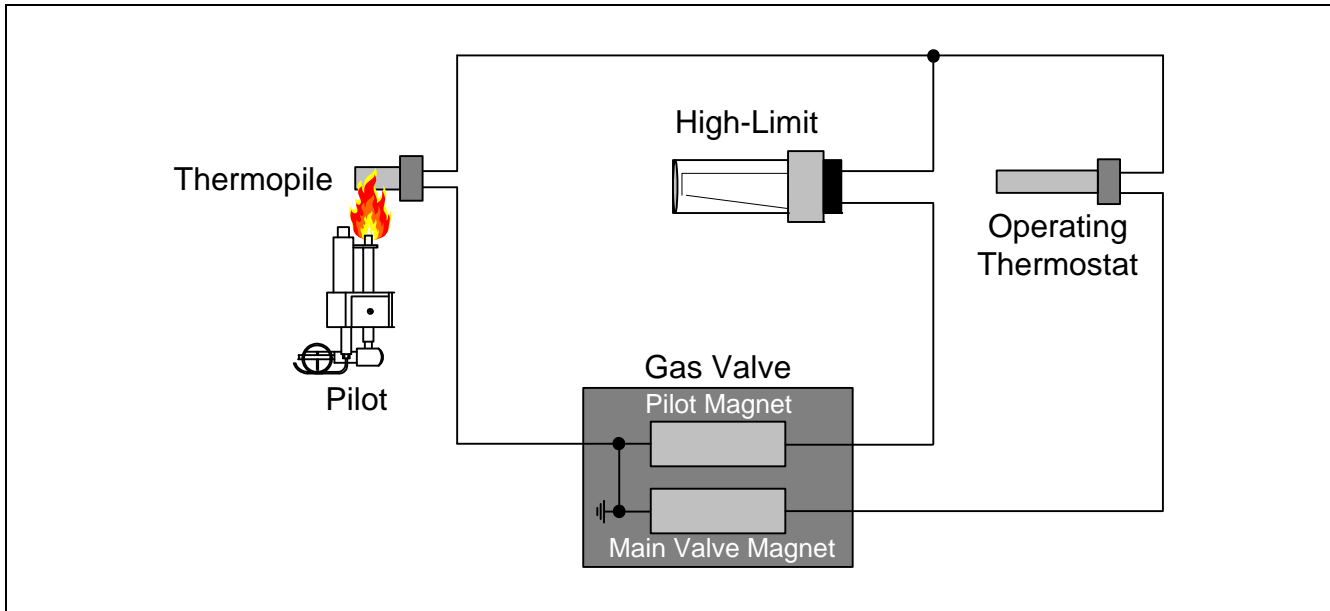 High-Limit
Thermopile
Operating
Thermostat
Gas Valve
Pilot Magnet
Pilot
Main Valve Magnet